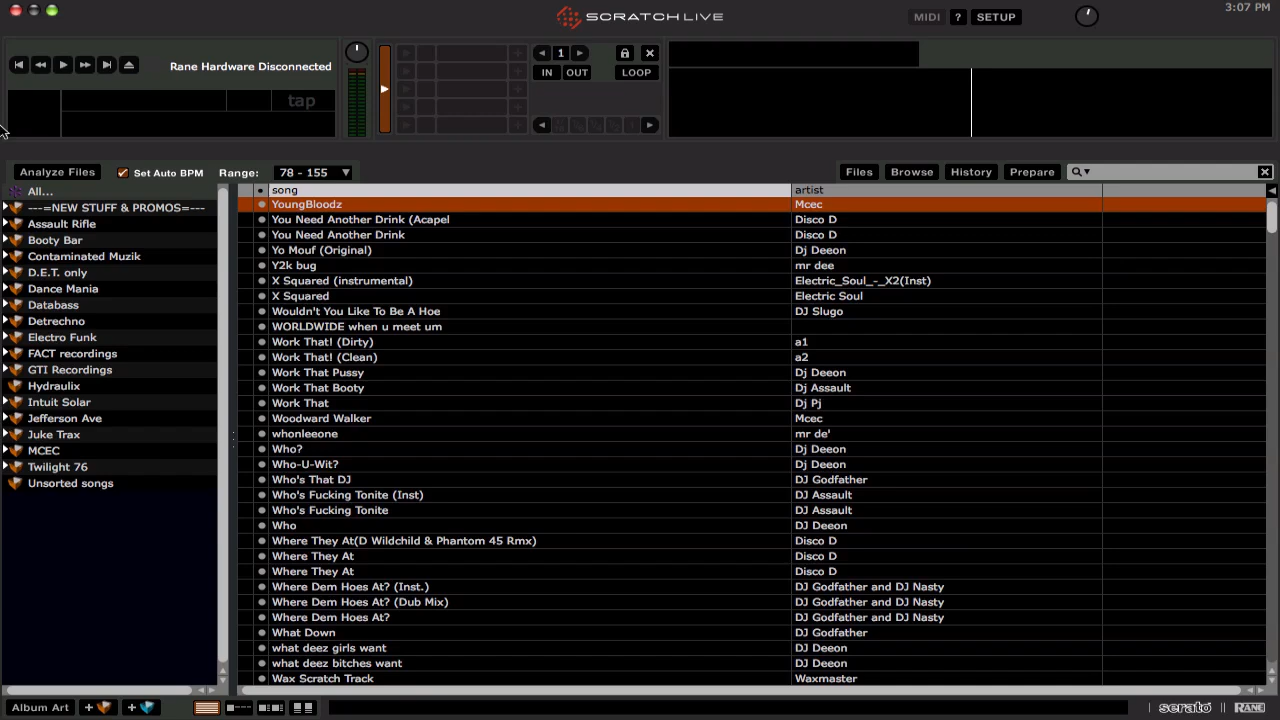 3:07 PM
SCRATCH LIVE
MIDI ? SETUP
Rane Hardware Disconnected
tap
1
IN OUT LOOP
Analyze Files Set Auto BPM Range: 78 - 155 Files Browse History Prepare
All...
---=NEW STUFF & PROMOS=---
Assault Rifle
Booty Bar
Contaminated Muzik
D.E.T. only
Dance Mania
Databass
Detrechno
Electro Funk
FACT recordings
GTI Recordings
Hydraulix
Intuit Solar
Jefferson Ave
Juke Trax
MCEC
Twilight 76
Unsorted songs
song artist
YoungBloodz Mcec
You Need Another Drink (Acapel Disco D
You Need Another Drink Disco D
Yo Mouf (Original) Dj Deeon
Y2k bug mr dee
X Squared (instrumental) Electric_Soul_-_X2(Inst)
X Squared Electric Soul
Wouldn't You Like To Be A Hoe DJ Slugo
WORLDWIDE when u meet um
Work That! (Dirty) a1
Work That! (Clean) a2
Work That Pussy Dj Deeon
Work That Booty Dj Assault
Work That Dj Pj
Woodward Walker Mcec
whonleeone mr de'
Who? Dj Deeon
Who-U-Wit? Dj Deeon
Who's That DJ DJ Godfather
Who's Fucking Tonite (Inst) DJ Assault
Who's Fucking Tonite DJ Assault
Who DJ Deeon
Where They At(D Wildchild & Phantom 45 Rmx) Disco D
Where They At Disco D
Where They At Disco D
Where Dem Hoes At? (Inst.) DJ Godfather and DJ Nasty
Where Dem Hoes At? (Dub Mix) DJ Godfather and DJ Nasty
Where Dem Hoes At? DJ Godfather and DJ Nasty
What Down DJ Godfather
what deez girls want DJ Deeon
what deez bitches want DJ Deeon
Wax Scratch Track Waxmaster
Album Art serato RANE